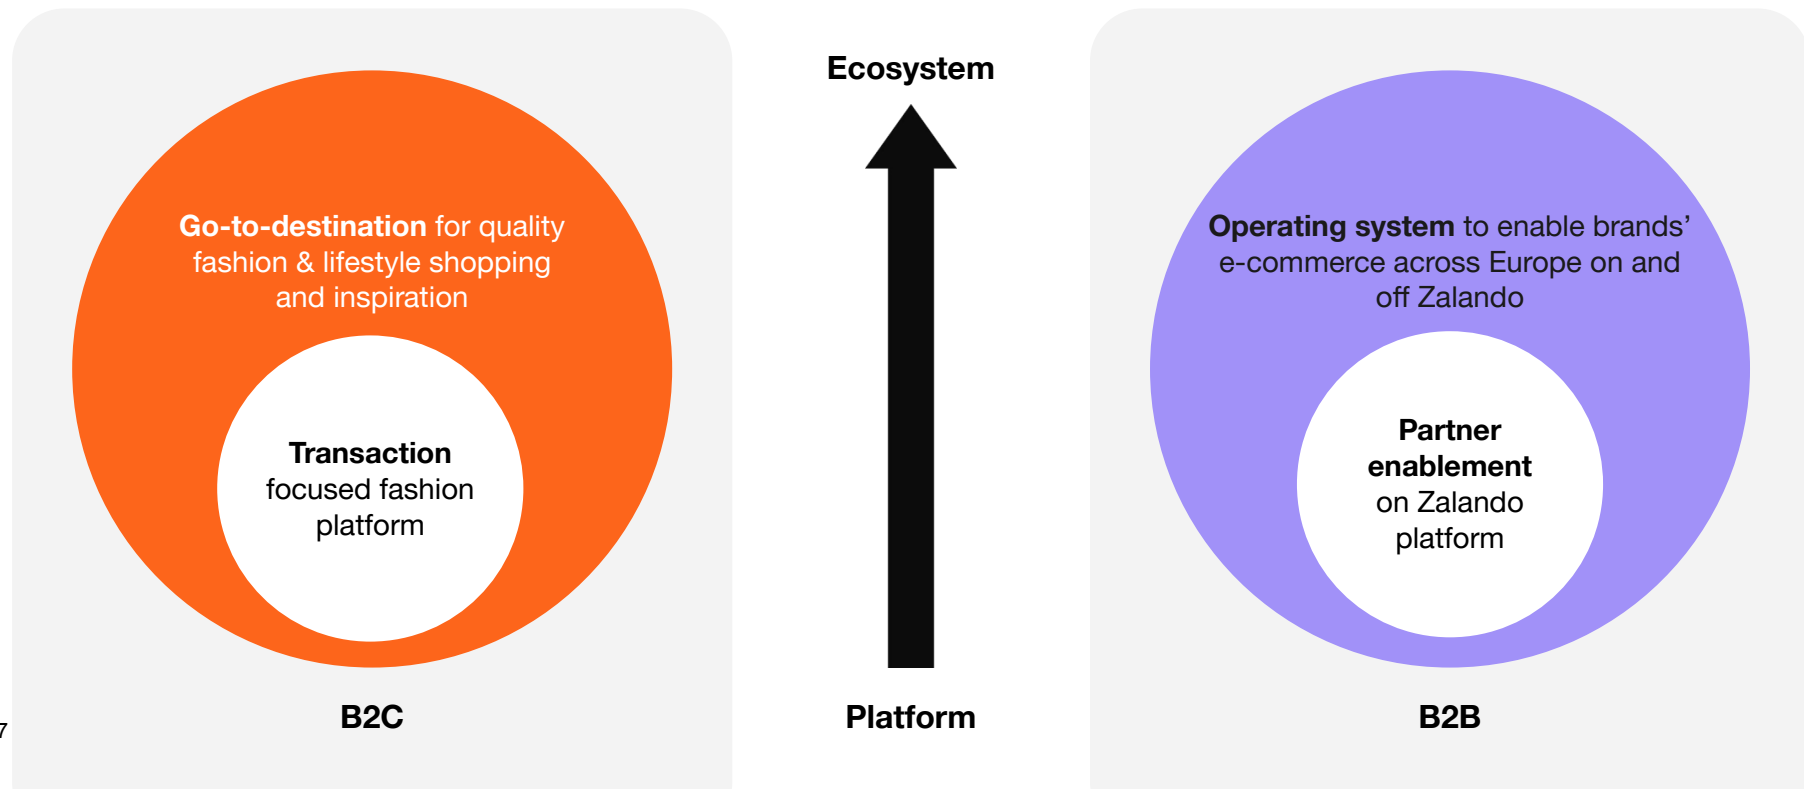 Go-to-destination for quality
fashion & lifestyle shopping
and inspiration
Transaction
focused fashion
platform
B2C
Ecosystem
Platform
Operating system to enable brands’
e-commerce across Europe on and
off Zalando
Partner
enablement
on Zalando
platform
B2B
7